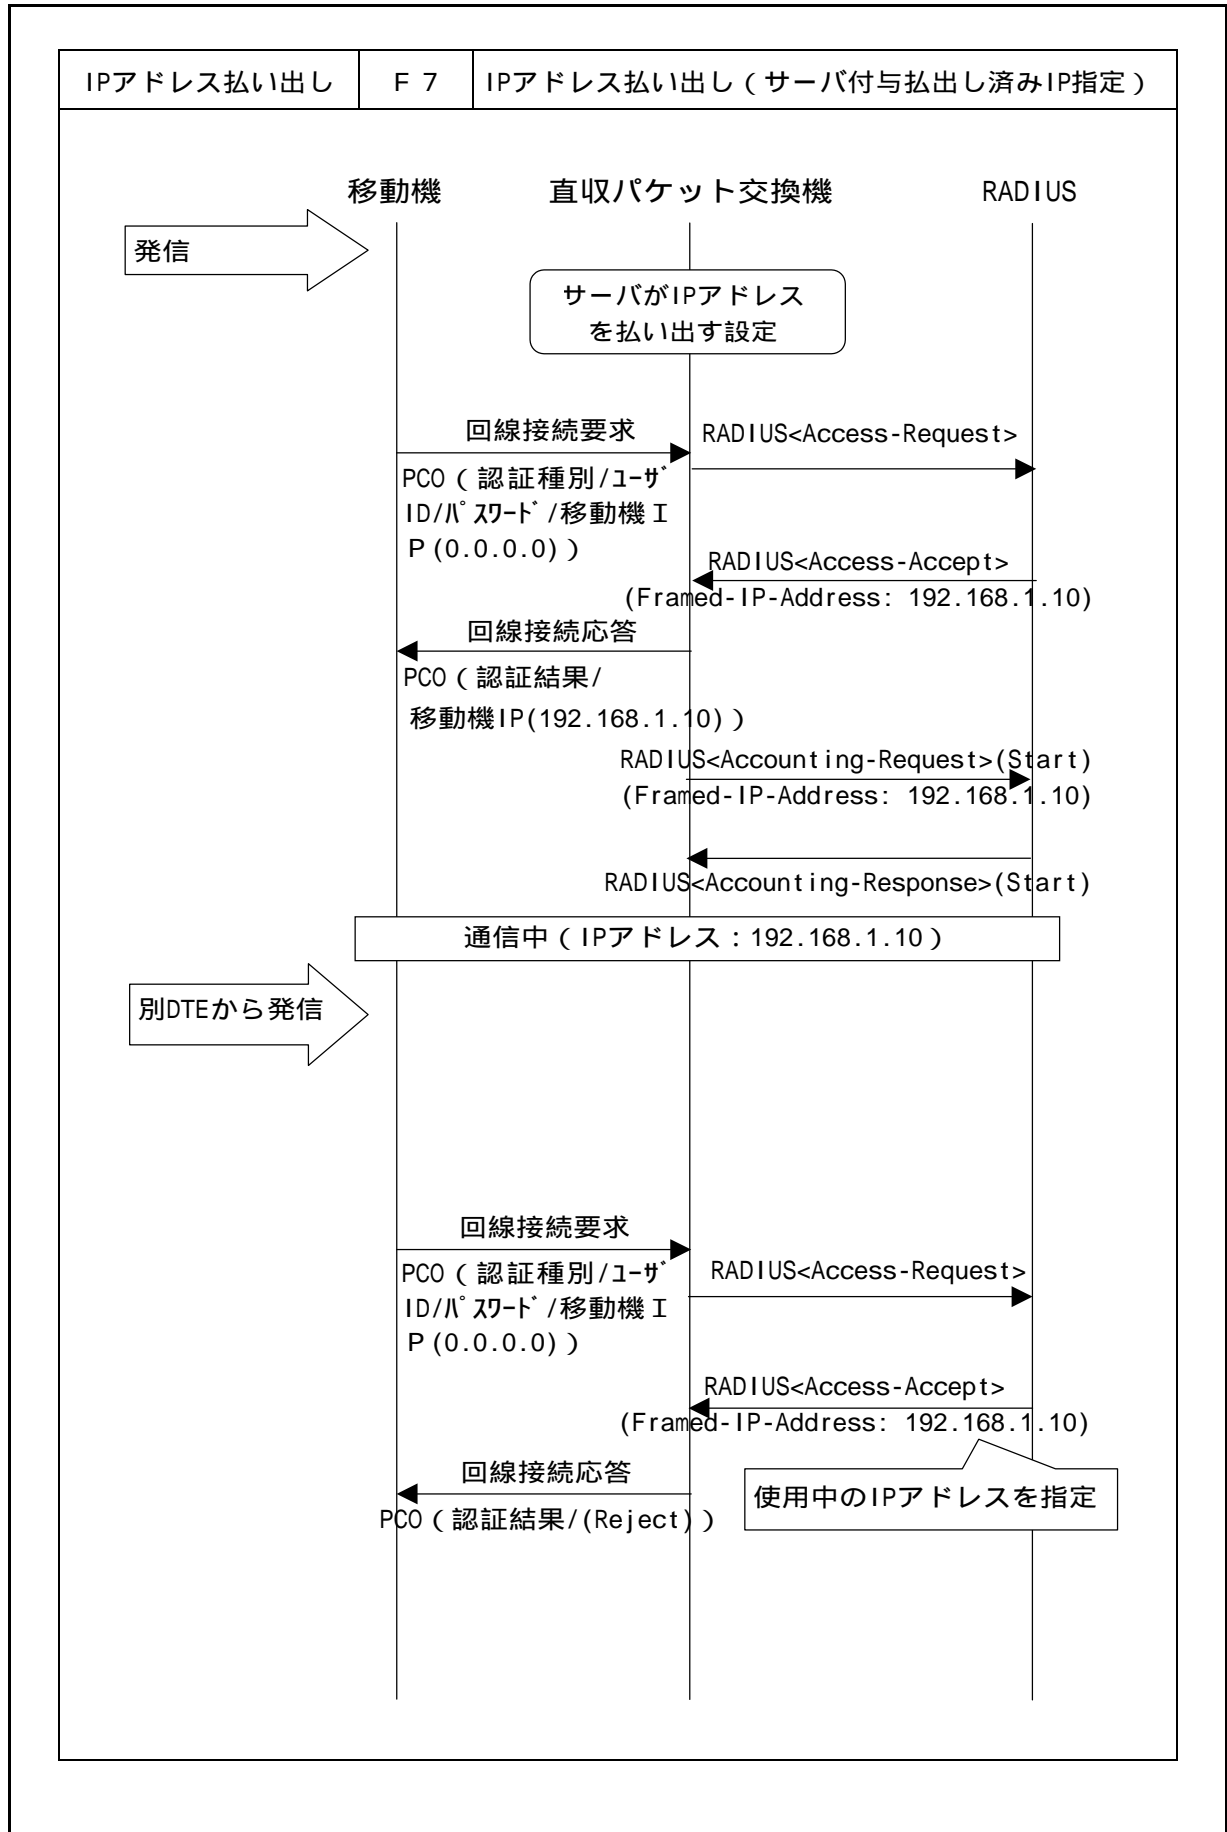 IPアドレス払い出し
F7
IPアドレス払い出し(サーバ付与払出し済みIP指定)
移動機
直収パケット交換機
RADIUS
発信
サーバがIPアドレス
を払い出す設定
回線接続要求
RADIUS<Access-Request>
PCO(認証種別/ユーザ
ID/パスワード/移動機I
P(0.0.0.0))
RADIUS<Access-Accept>
(Framed-IP-Address: 192.168.1.10)
回線接続応答
PCO(認証結果/
移動機IP(192.168.1.10))
RADIUS<Accounting-Request>(Start)
(Framed-IP-Address: 192.168.1.10)
RADIUS<Accounting-Response>(Start)
通信中(IPアドレス:192.168.1.10)
別DTEから発信
回線接続要求
RADIUS<Access-Request>
PCO(認証種別/ユーザ
ID/パスワード/移動機I
P(0.0.0.0))
RADIUS<Access-Accept>
(Framed-IP-Address: 192.168.1.10)
回線接続応答
使用中のIPアドレスを指定
PCO(認証結果/(Reject))